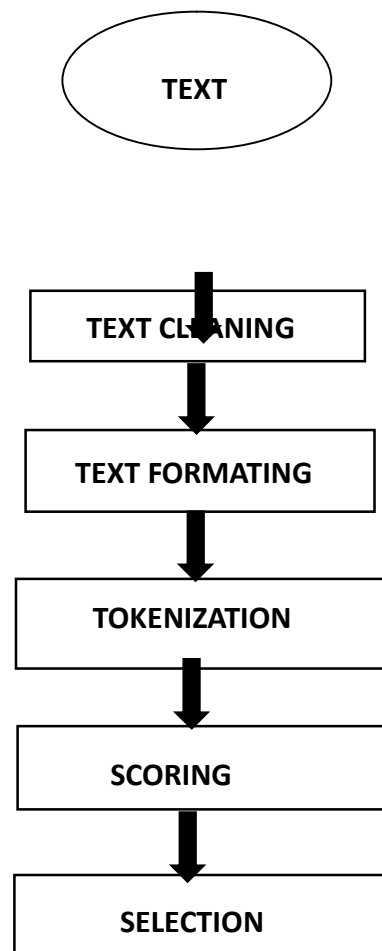 TEXT
TEXT CLEANING
TEXT FORMATING
TOKENIZATION
SCORING
SELECTION